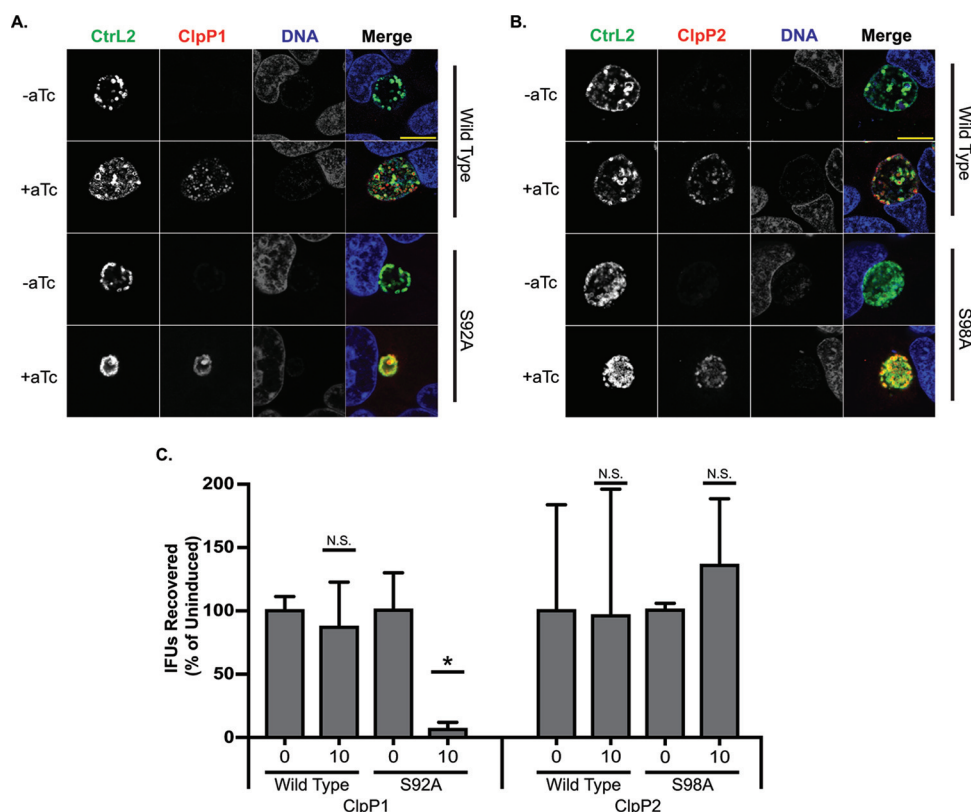 A.
CtrL2 ClpP1 DNA Merge
-aTc
+aTc
Wild Type
-aTc
+aTc
S92A
B.
CtrL2 ClpP2 DNA Merge
-aTc
+aTc
Wild Type
-aTc
+aTc
S98A
C.
IFUs Recovered
(% of Uninduced)
200
150
100
50
0
N.S.
*
N.S.
N.S.
0 10 0 10 0 10 0 10
Wild Type S92A Wild Type S98A
ClpP1 ClpP2